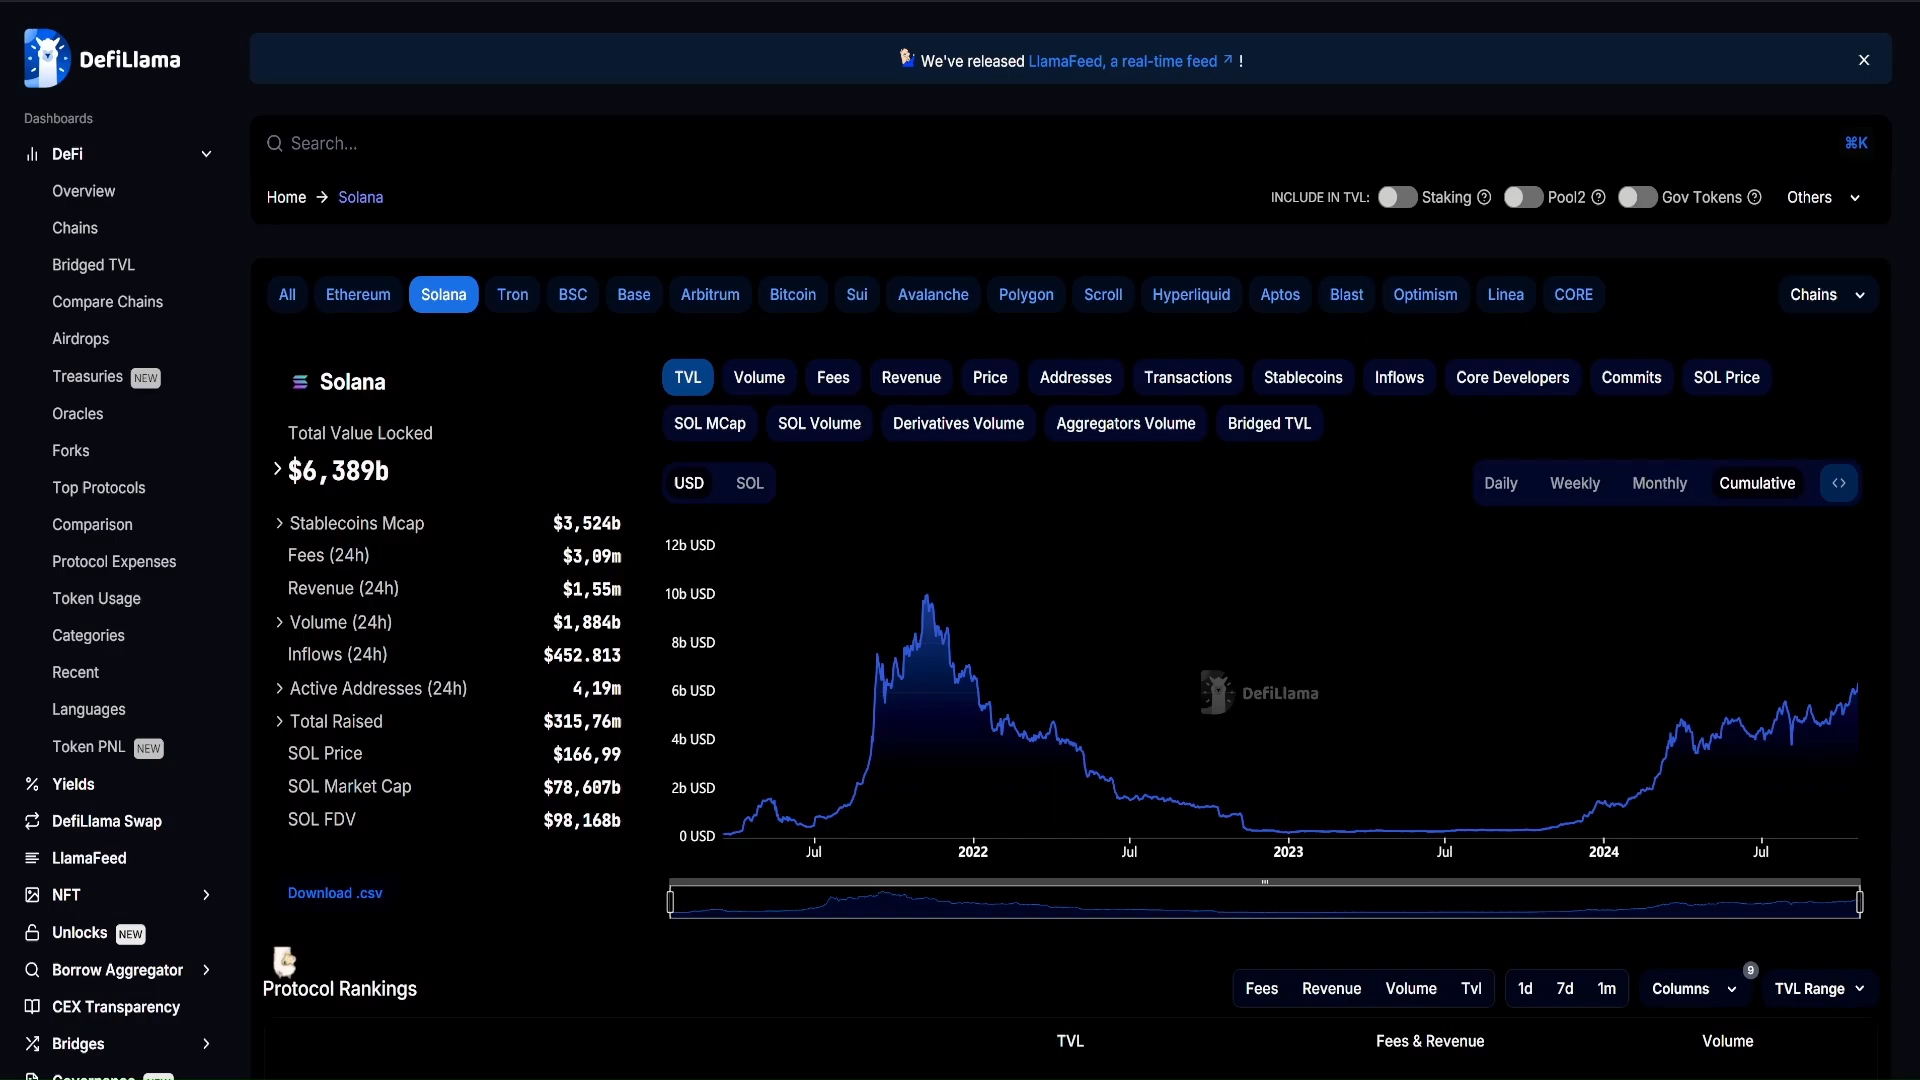 DefiLlama
We've released LlamaFeed, a real-time feed ↗ !
Dashboards
DeFi
Overview
Chains
Bridged TVL
Compare Chains
Airdrops
Treasuries NEW
Oracles
Forks
Top Protocols
Comparison
Protocol Expenses
Token Usage
Categories
Recent
Languages
Token PNL NEW
Yields
DefiLlama Swap
LlamaFeed
NFT
Unlocks NEW
Borrow Aggregator
CEX Transparency
Bridges
Governance NEW
Search...
⌘K
Home → Solana
INCLUDE IN TVL: Staking Pool2 Gov Tokens Others
All Ethereum Solana Tron BSC Base Arbitrum Bitcoin Sui Avalanche Polygon Scroll Hyperliquid Aptos Blast Optimism Linea CORE Chains
Solana
Total Value Locked
$6,389b
Stablecoins Mcap $3,524b
Fees (24h) $3,09m
Revenue (24h) $1,55m
Volume (24h) $1,884b
Inflows (24h) $452.813
Active Addresses (24h) 4,19m
Total Raised $315,76m
SOL Price $166,99
SOL Market Cap $78,607b
SOL FDV $98,168b
Download .csv
TVL Volume Fees Revenue Price Addresses Transactions Stablecoins Inflows Core Developers Commits SOL Price
SOL MCap SOL Volume Derivatives Volume Aggregators Volume Bridged TVL
USD SOL
Daily Weekly Monthly Cumulative <>
12b USD
10b USD
8b USD
6b USD
4b USD
2b USD
0 USD
DefiLlama
Jul 2022 Jul 2023 Jul 2024 Jul
Protocol Rankings
Fees Revenue Volume Tvl
1d 7d 1m
Columns 9
TVL Range
TVL Fees & Revenue Volume